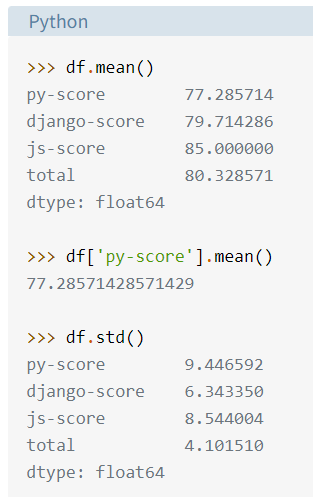 Python
>>> df.mean()
py-score        77.285714
django-score    79.714286
js-score        85.000000
total           80.328571
dtype: float64
>>> df['py-score'].mean()
77.28571428571429
>>> df.std()
py-score        9.446592
django-score    6.343350
js-score        8.544004
total           4.101510
dtype: float64